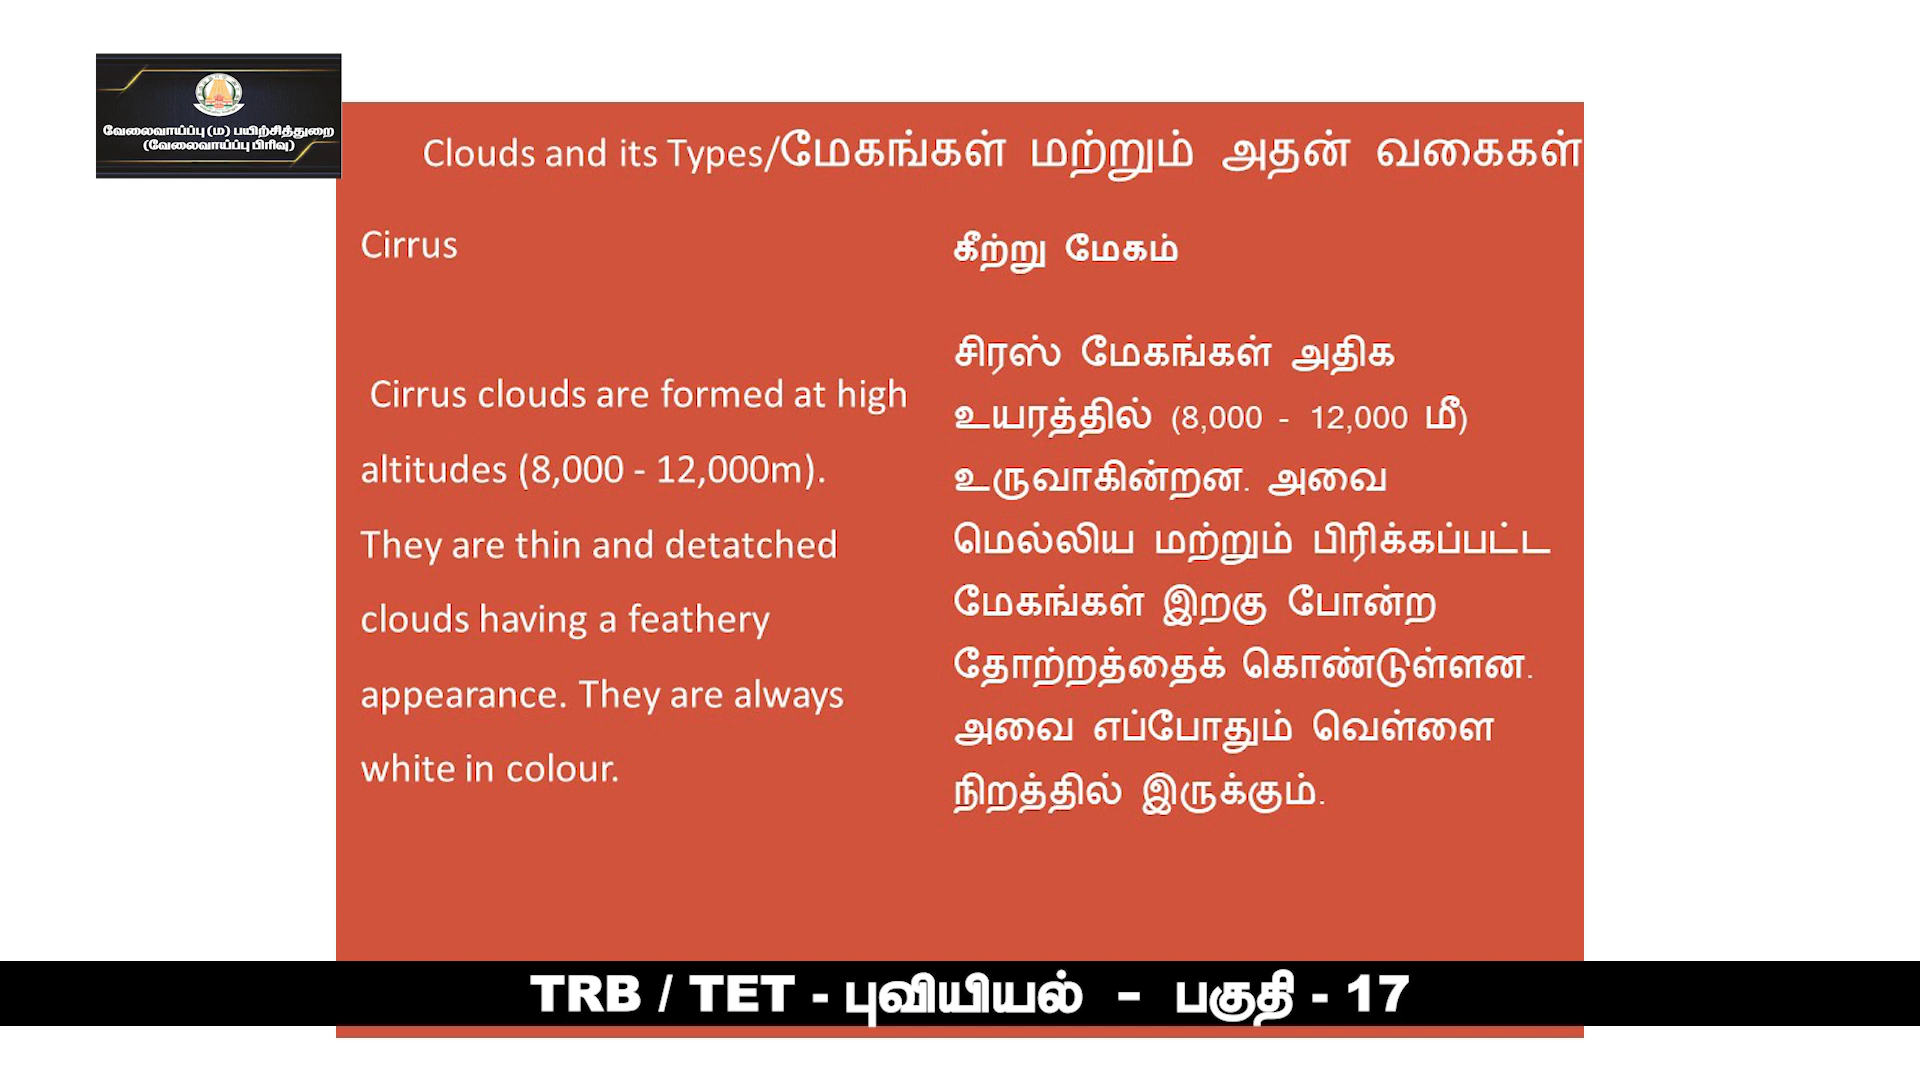 வேலைவாய்ப்பு (ம) பயிற்சித்துறை
(வேலைவாய்ப்பு பிரிவு)
Clouds and its Types/மேகங்கள் மற்றும் அதன் வகைகள்
Cirrus
Cirrus clouds are formed at high
altitudes (8,000 - 12,000m).
They are thin and detatched
clouds having a feathery
appearance. They are always
white in colour.
கீற்று மேகம்
சிரஸ் மேகங்கள் அதிக
உயரத்தில் (8,000 - 12,000 மீ)
உருவாகின்றன. அவை
மெல்லிய மற்றும் பிரிக்கப்பட்ட
மேகங்கள் இறகு போன்ற
தோற்றத்தைக் கொண்டுள்ளன.
அவை எப்போதும் வெள்ளை
நிறத்தில் இருக்கும்.
TRB / TET - புவியியல் - பகுதி - 17